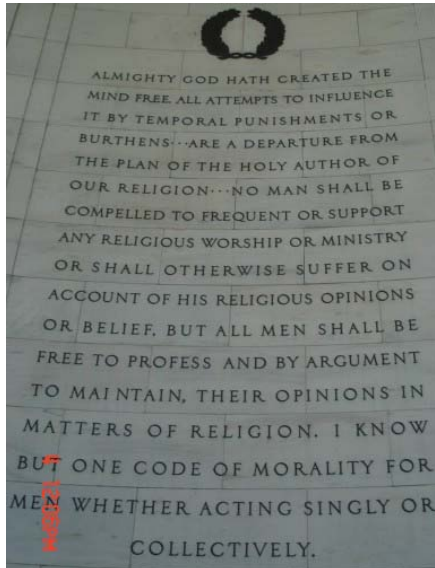 ALMIGHTY GOD HATH CREATED THE
MIND FREE. ALL ATTEMPTS TO INFLUENCE
IT BY TEMPORAL PUNISHMENTS OR
BURTHENS···ARE A DEPARTURE FROM
THE PLAN OF THE HOLY AUTHOR OF
OUR RELIGION···NO MAN SHALL BE
COMPELLED TO FREQUENT OR SUPPORT
ANY RELIGIOUS WORSHIP OR MINISTRY
OR SHALL OTHERWISE SUFFER ON
ACCOUNT OF HIS RELIGIOUS OPINIONS
OR BELIEF, BUT ALL MEN SHALL BE
FREE TO PROFESS AND BY ARGUMENT
TO MAINTAIN, THEIR OPINIONS IN
MATTERS OF RELIGION. I KNOW
BUT ONE CODE OF MORALITY FOR
MEN WHETHER ACTING SINGLY OR
COLLECTIVELY.